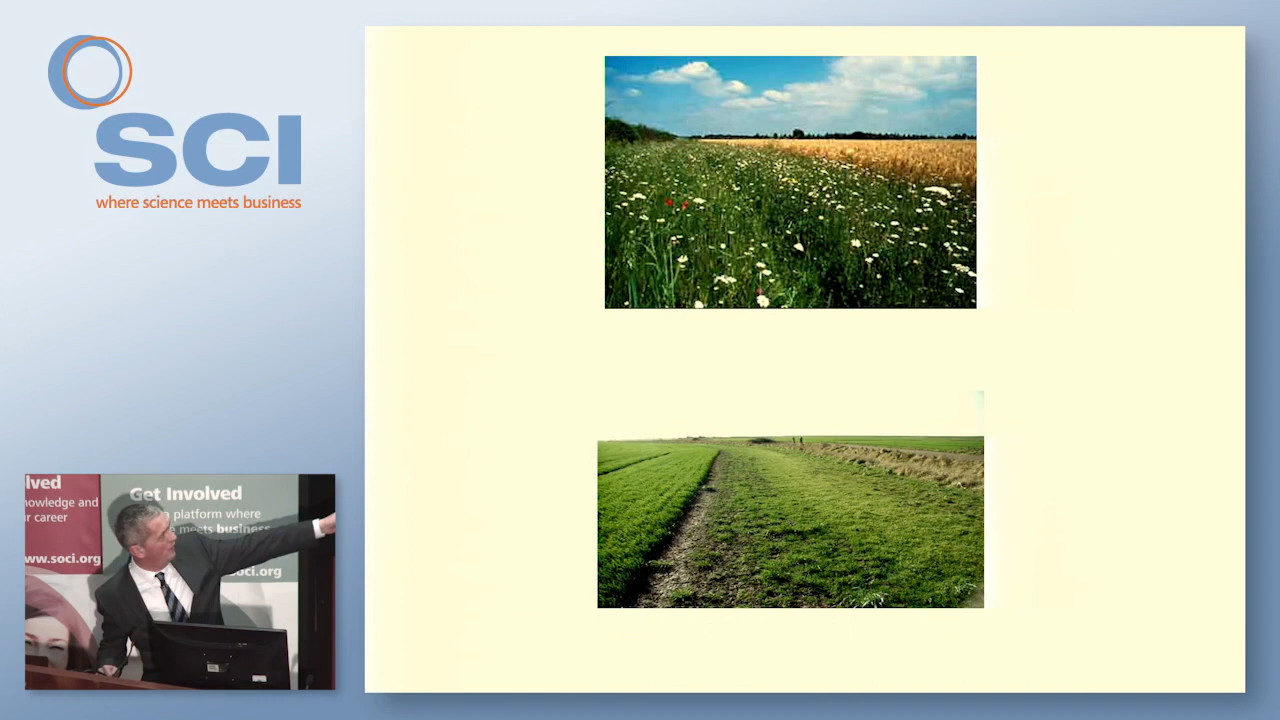 SCI
where science meets business
lved
Get Involved
nowledge and
platform where
r career
meets business
ww.soci.org
soci.org